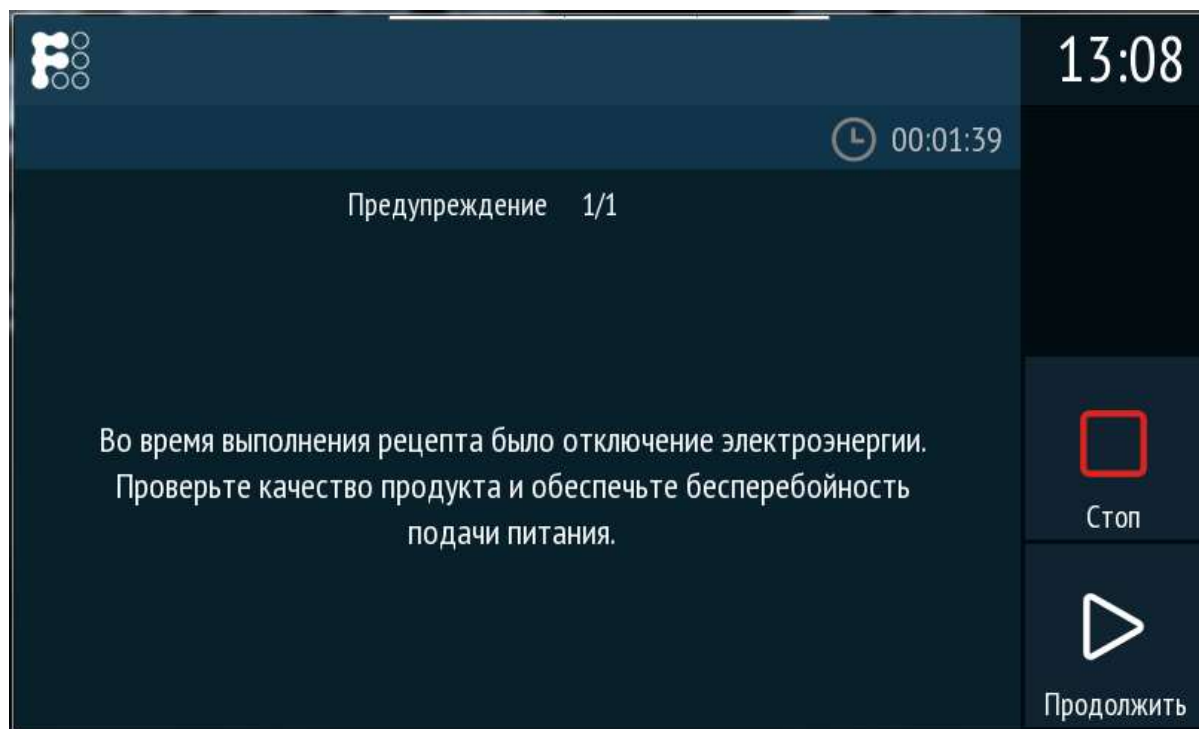 13:08
00:01:39
Предупреждение 1/1
Во время выполнения рецепта было отключение электроэнергии.
Проверьте качество продукта и обеспечьте бесперебойность
подачи питания.
Стоп
Продолжить